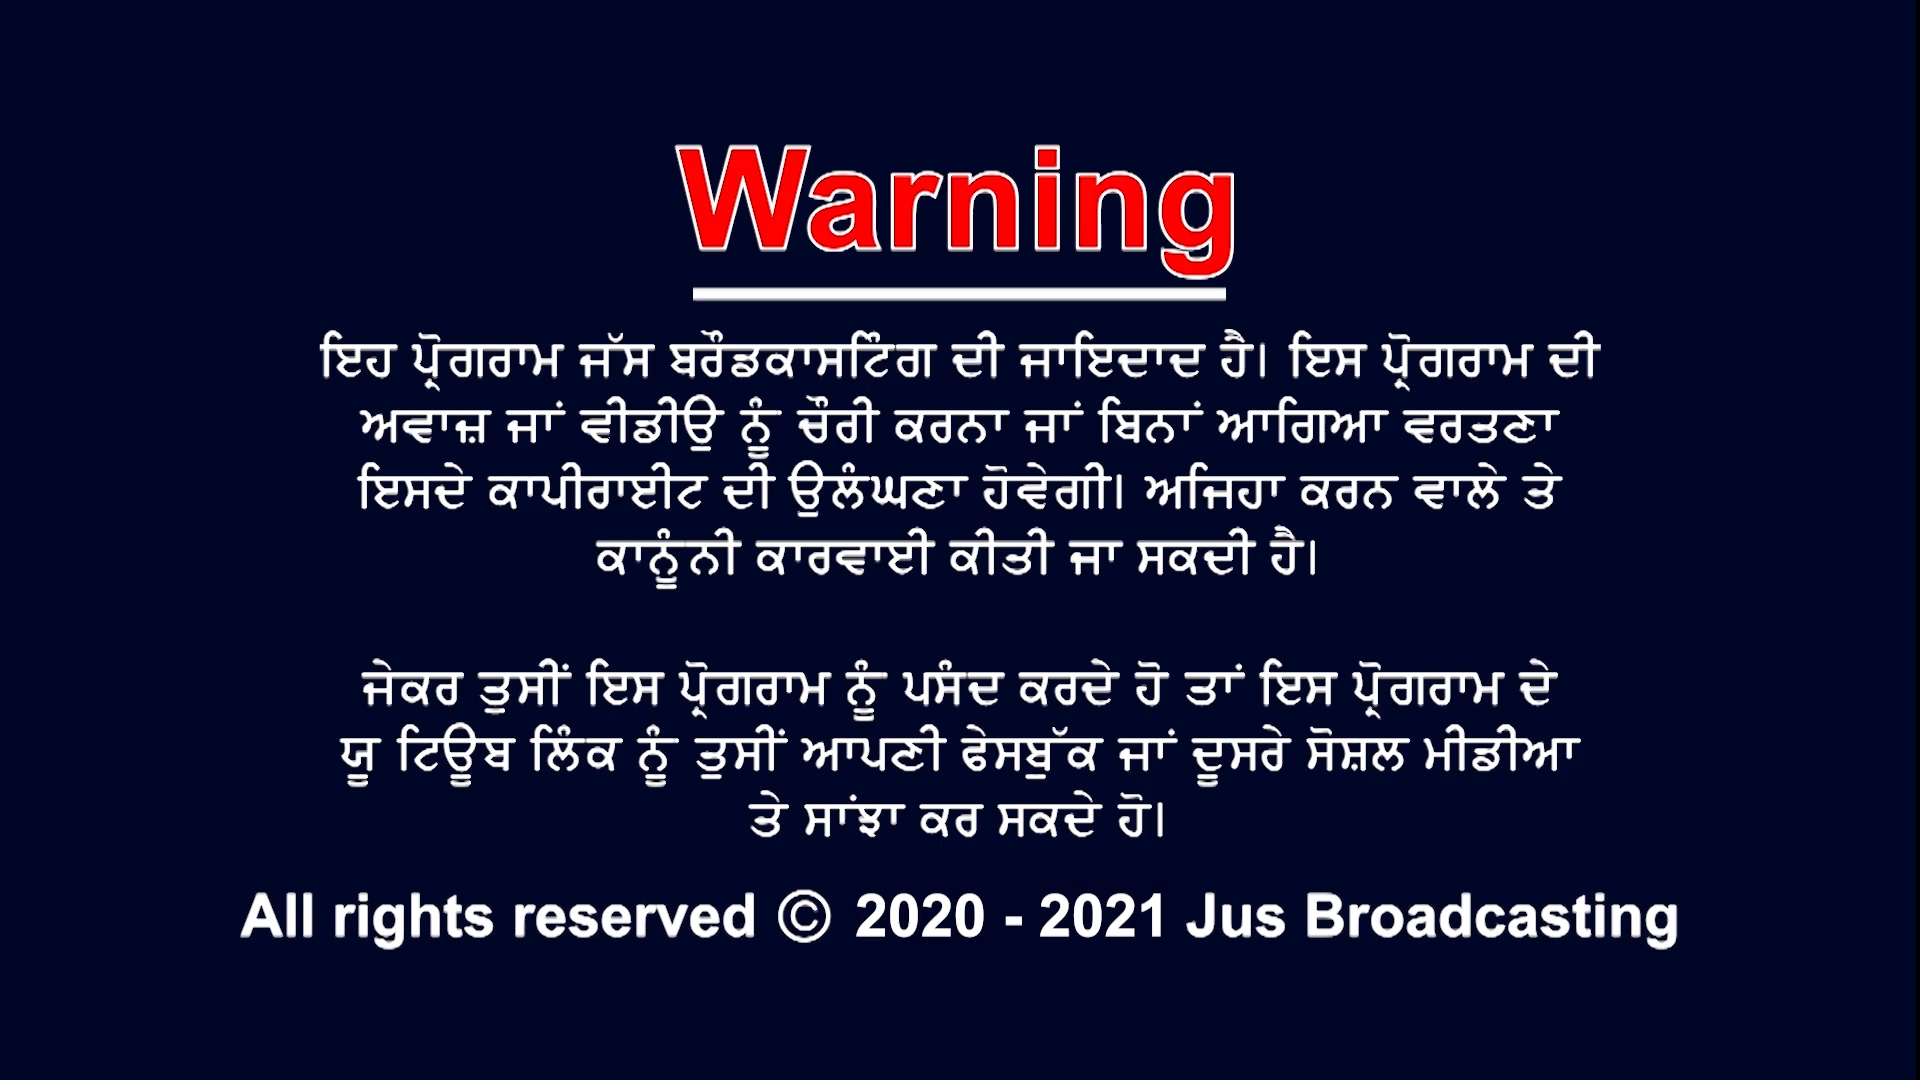 Warning
ਇਹ ਪ੍ਰੋਗਰਾਮ ਜੱਸ ਬਰੌਡਕਾਸਟਿੰਗ ਦੀ ਜਾਇਦਾਦ ਹੈ। ਇਸ ਪ੍ਰੋਗਰਾਮ ਦੀ
ਅਵਾਜ਼ ਜਾਂ ਵੀਡੀਉ ਨੂੰ ਚੌਰੀ ਕਰਨਾ ਜਾਂ ਬਿਨਾਂ ਆਗਿਆ ਵਰਤਣਾ
ਇਸਦੇ ਕਾਪੀਰਾਈਟ ਦੀ ਉਲੰਘਣਾ ਹੋਵੇਗੀ। ਅਜਿਹਾ ਕਰਨ ਵਾਲੇ ਤੇ
ਕਾਨੂੰਨੀ ਕਾਰਵਾਈ ਕੀਤੀ ਜਾ ਸਕਦੀ ਹੈ।
ਜੇਕਰ ਤੁਸੀਂ ਇਸ ਪ੍ਰੋਗਰਾਮ ਨੂੰ ਪਸੰਦ ਕਰਦੇ ਹੋ ਤਾਂ ਇਸ ਪ੍ਰੋਗਰਾਮ ਦੇ
ਯੂ ਟਿਊਬ ਲਿੰਕ ਨੂੰ ਤੁਸੀਂ ਆਪਣੀ ਫੇਸਬੁੱਕ ਜਾਂ ਦੂਸਰੇ ਸੋਸ਼ਲ ਮੀਡੀਆ
ਤੇ ਸਾਂਝਾ ਕਰ ਸਕਦੇ ਹੋ।
All rights reserved © 2020 - 2021 Jus Broadcasting